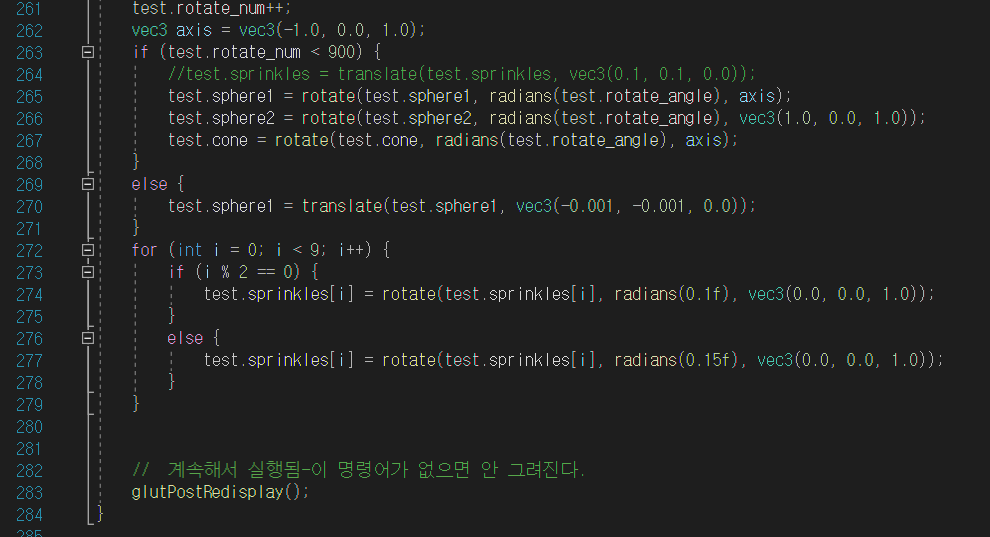 261 test.rotate_num++;
262 vec3 axis = vec3(-1.0, 0.0, 1.0);
263 if (test.rotate_num < 900) {
264 //test.sprinkles = translate(test.sprinkles, vec3(0.1, 0.1, 0.0));
265 test.sphere1 = rotate(test.sphere1, radians(test.rotate_angle), axis);
266 test.sphere2 = rotate(test.sphere2, radians(test.rotate_angle), vec3(1.0, 0.0, 1.0));
267 test.cone = rotate(test.cone, radians(test.rotate_angle), axis);
268 }
269 else {
270 test.sphere1 = translate(test.sphere1, vec3(-0.001, -0.001, 0.0));
271 }
272 for (int i = 0; i < 9; i++) {
273 if (i % 2 == 0) {
274 test.sprinkles[i] = rotate(test.sprinkles[i], radians(0.1f), vec3(0.0, 0.0, 1.0));
275 }
276 else {
277 test.sprinkles[i] = rotate(test.sprinkles[i], radians(0.15f), vec3(0.0, 0.0, 1.0));
278 }
279 }
280
281
282 // 계속해서 실행됨-이 명령어가 없으면 안 그려진다.
283 glutPostRedisplay();
284 }
285